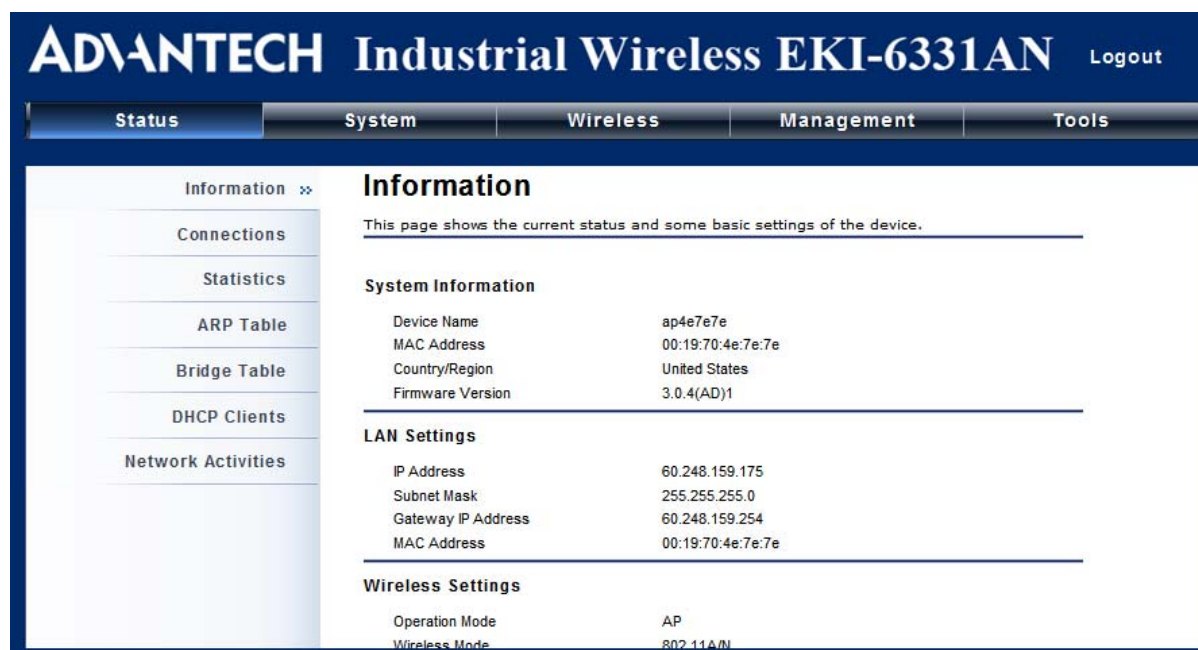 ADVANTECH Industrial Wireless EKI-6331AN Logout
Status System Wireless Management Tools
Information »
Connections
Statistics
ARP Table
Bridge Table
DHCP Clients
Network Activities
Information
This page shows the current status and some basic settings of the device.
System Information
Device Name ap4e7e7e
MAC Address 00:19:70:4e:7e:7e
Country/Region United States
Firmware Version 3.0.4(AD)1
LAN Settings
IP Address 60.248.159.175
Subnet Mask 255.255.255.0
Gateway IP Address 60.248.159.254
MAC Address 00:19:70:4e:7e:7e
Wireless Settings
Operation Mode AP
Wireless Mode 802.11A/N